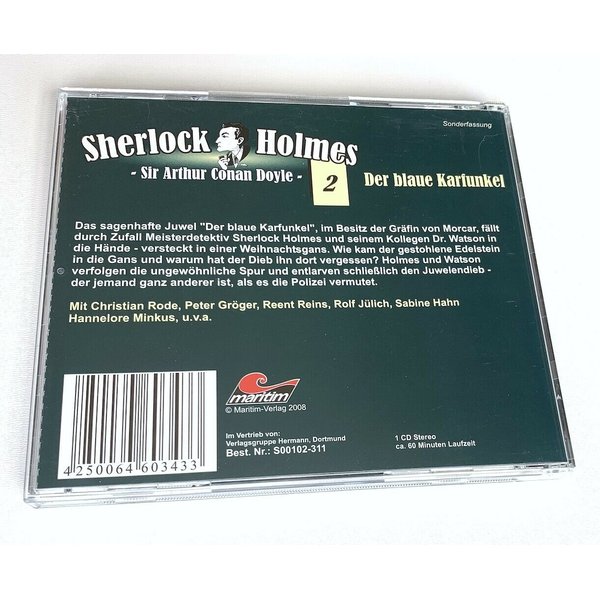 Sonderfassung
Sherlock Holmes
- Sir Arthur Conan Doyle -
2
Der blaue Karfunkel
Das sagenhafte Juwel "Der blaue Karfunkel", im Besitz der Gräfin von Morcar, fällt
durch Zufall Meisterdetektiv Sherlock Holmes und seinem Kollegen Dr. Watson in
die Hände - versteckt in einer Weihnachtsgans. Wie kam der gestohlene Edelstein
in die Gans und warum hat der Dieb ihn dort vergessen? Holmes und Watson
verfolgen die ungewöhnliche Spur und entlarven schließlich den Juwelendieb -
der jemand ganz anderer ist, als es die Polizei vermutet.
Mit Christian Rode, Peter Gröger, Reent Reins, Rolf Jülich, Sabine Hahn
Hannelore Minkus, u.v.a.
maritim
© Maritim-Verlag 2008
Im Vertrieb von:
Verlagsgruppe Hermann, Dortmund
Best. Nr.: S00102-311
1 CD Stereo
ca. 60 Minuten Laufzeit
4250064603433